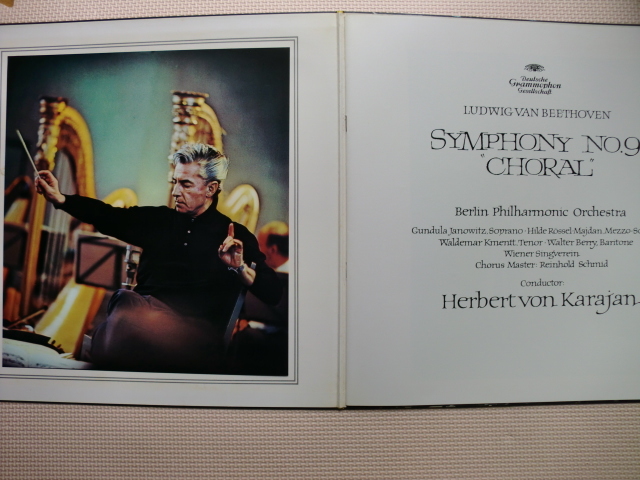 Deutsche
Grammophon
Gesellschaft
LUDWIG VAN BEETHOVEN
SYMPHONY NO.9
"CHORAL"
Berlin Philharmonic Orchestra
Gundula Janowitz, Soprano · Hilde Rössel-Majdan, Mezzo-So
Waldemar Kmentt, Tenor · Walter Berry, Baritone
Wiener Singverein
Chorus Master: Reinhold Schmid
Conductor:
Herbert von Karajan